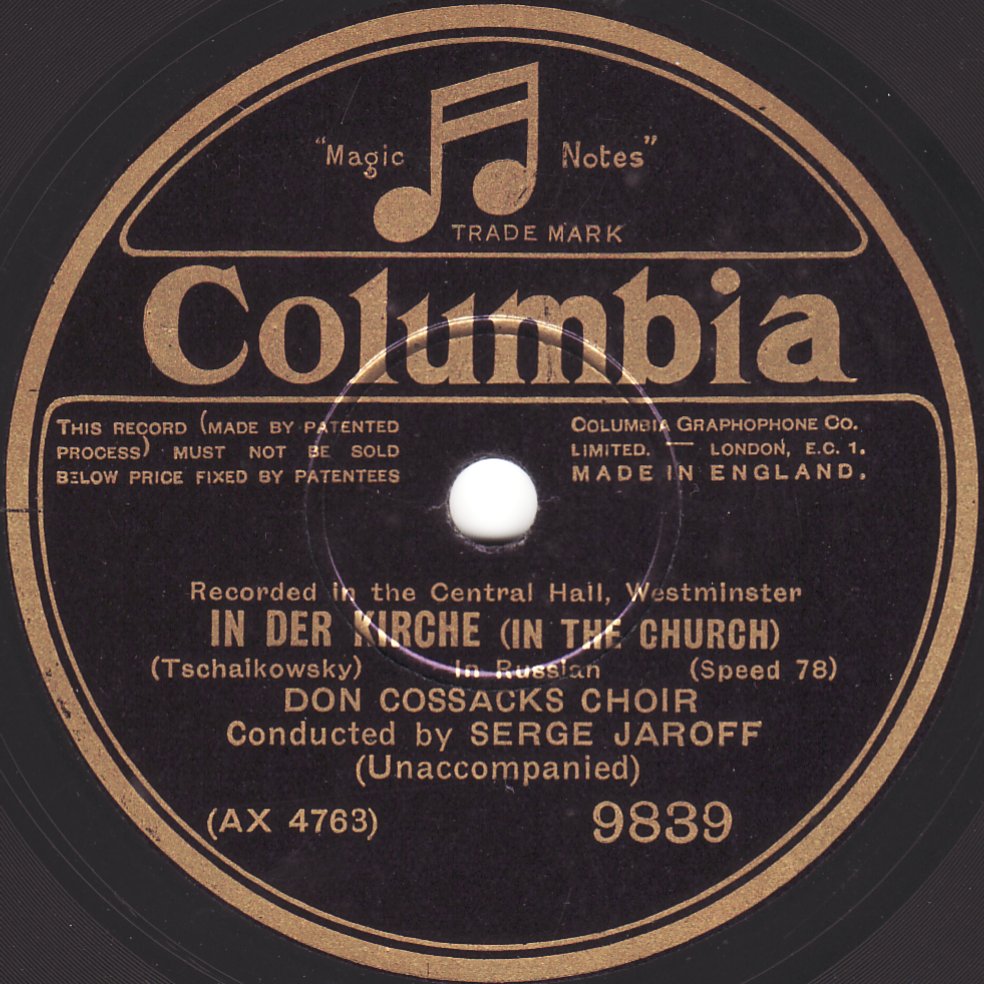 "Magic Notes"
TRADE MARK
Columbia
THIS RECORD (MADE BY PATENTED
PROCESS) MUST NOT BE SOLD
BELOW PRICE FIXED BY PATENTEES
COLUMBIA GRAPHOPHONE CO.
LIMITED. — LONDON, E.C. 1.
MADE IN ENGLAND.
Recorded in the Central Hall, Westminster
IN DER KIRCHE (IN THE CHURCH)
(Tschaikowsky) In Russian (Speed 78)
DON COSSACKS CHOIR
Conducted by SERGE JAROFF
(Unaccompanied)
(AX 4763) 9839